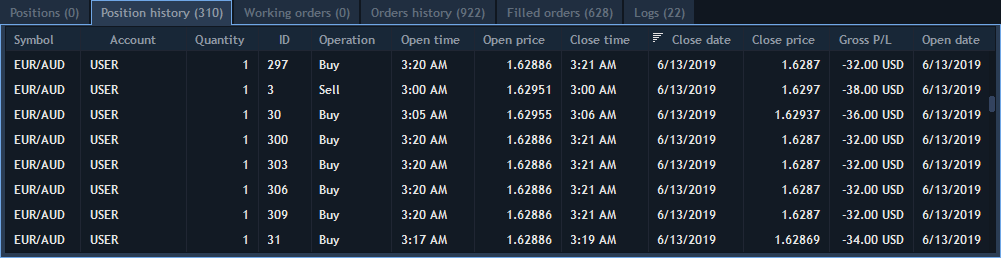 Positions (0) Position history (310) Working orders (0) Orders history (922) Filled orders (628) Logs (22)
Symbol Account Quantity ID Operation Open time Open price Close time Close date Close price Gross P/L Open date
EUR/AUD USER 1 297 Buy 3:20 AM 1.62886 3:21 AM 6/13/2019 1.6287 -32.00 USD 6/13/2019
EUR/AUD USER 1 3 Sell 3:00 AM 1.62951 3:00 AM 6/13/2019 1.6297 -38.00 USD 6/13/2019
EUR/AUD USER 1 30 Buy 3:05 AM 1.62955 3:06 AM 6/13/2019 1.62937 -36.00 USD 6/13/2019
EUR/AUD USER 1 300 Buy 3:20 AM 1.62886 3:21 AM 6/13/2019 1.6287 -32.00 USD 6/13/2019
EUR/AUD USER 1 303 Buy 3:20 AM 1.62886 3:21 AM 6/13/2019 1.6287 -32.00 USD 6/13/2019
EUR/AUD USER 1 306 Buy 3:20 AM 1.62886 3:21 AM 6/13/2019 1.6287 -32.00 USD 6/13/2019
EUR/AUD USER 1 309 Buy 3:20 AM 1.62886 3:21 AM 6/13/2019 1.6287 -32.00 USD 6/13/2019
EUR/AUD USER 1 31 Buy 3:17 AM 1.62886 3:19 AM 6/13/2019 1.62869 -34.00 USD 6/13/2019